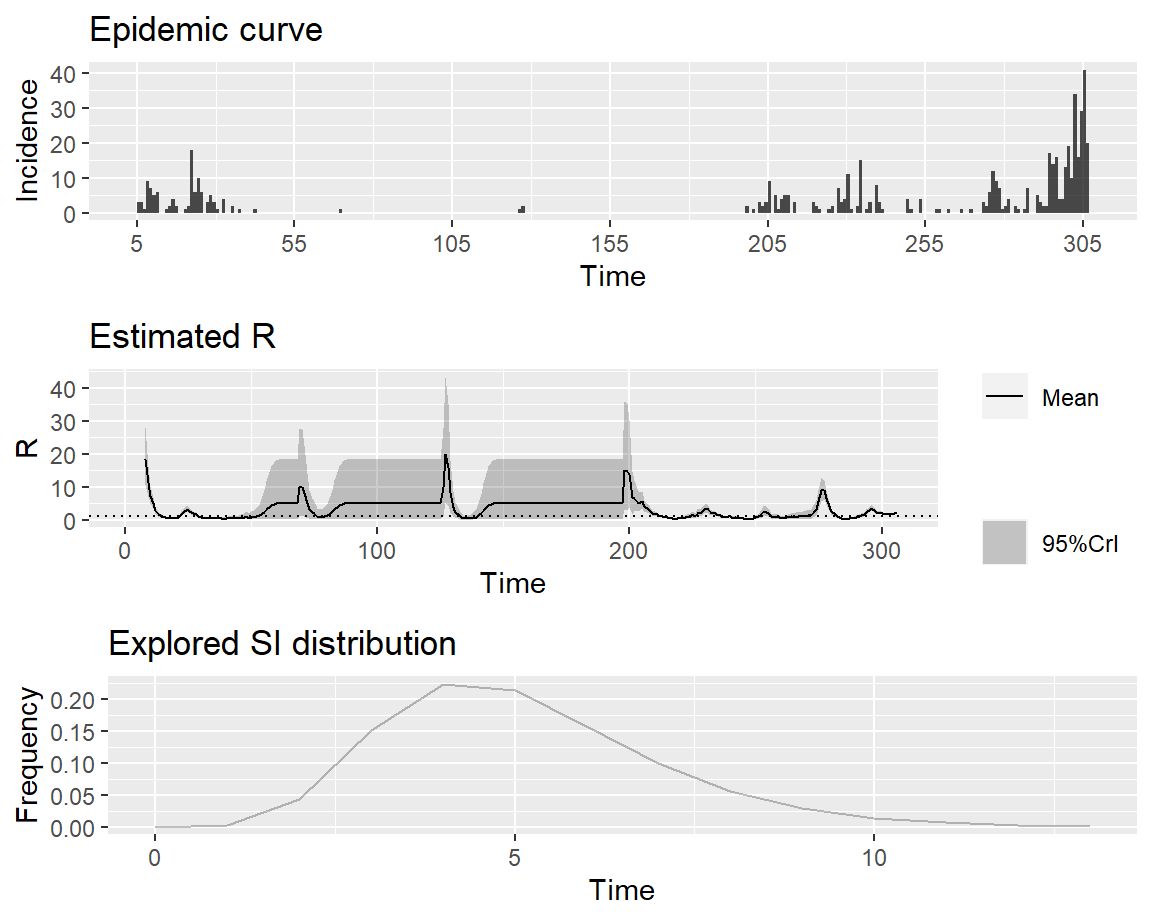 Epidemic curve
Incidence
40
30
20
10
0
5 55 105 155 205 255 305
Time
Estimated R
R
40
30
20
10
0
0 100 200 300
Time
Mean
95%CrI
Explored SI distribution
Frequency
0.20
0.15
0.10
0.05
0.00
0 5 10
Time